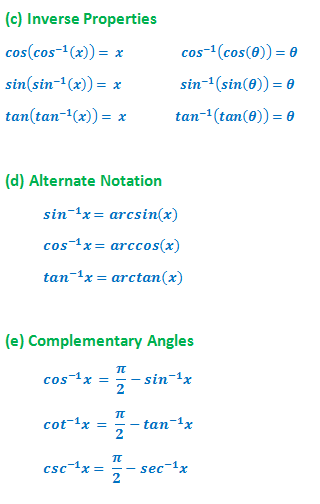 (c) Inverse Properties
cos(cos⁻¹(x)) = x cos⁻¹(cos(θ)) = θ
sin(sin⁻¹(x)) = x sin⁻¹(sin(θ)) = θ
tan(tan⁻¹(x)) = x tan⁻¹(tan(θ)) = θ
(d) Alternate Notation
sin⁻¹x = arcsin(x)
cos⁻¹x = arccos(x)
tan⁻¹x = arctan(x)
(e) Complementary Angles
cos⁻¹x = π/2 − sin⁻¹x
cot⁻¹x = π/2 − tan⁻¹x
csc⁻¹x = π/2 − sec⁻¹x